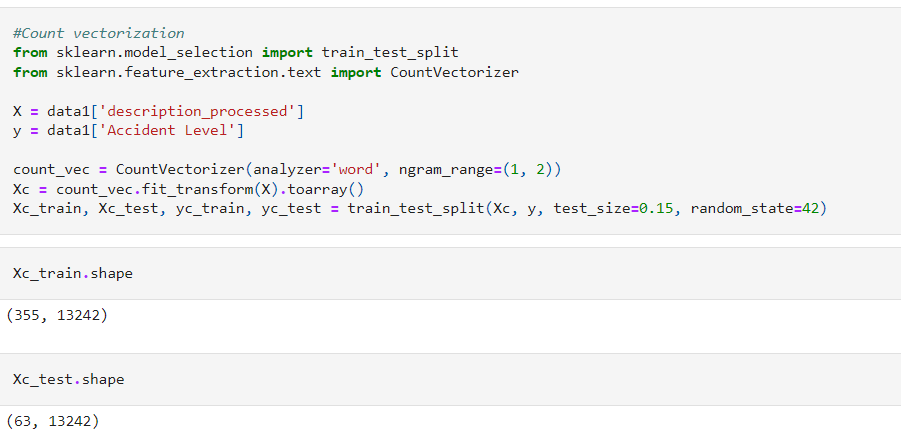 #Count vectorization
from sklearn.model_selection import train_test_split
from sklearn.feature_extraction.text import CountVectorizer
X = data1['description_processed']
y = data1['Accident Level']
count_vec = CountVectorizer(analyzer='word', ngram_range=(1, 2))
Xc = count_vec.fit_transform(X).toarray()
Xc_train, Xc_test, yc_train, yc_test = train_test_split(Xc, y, test_size=0.15, random_state=42)
Xc_train.shape
(355, 13242)
Xc_test.shape
(63, 13242)